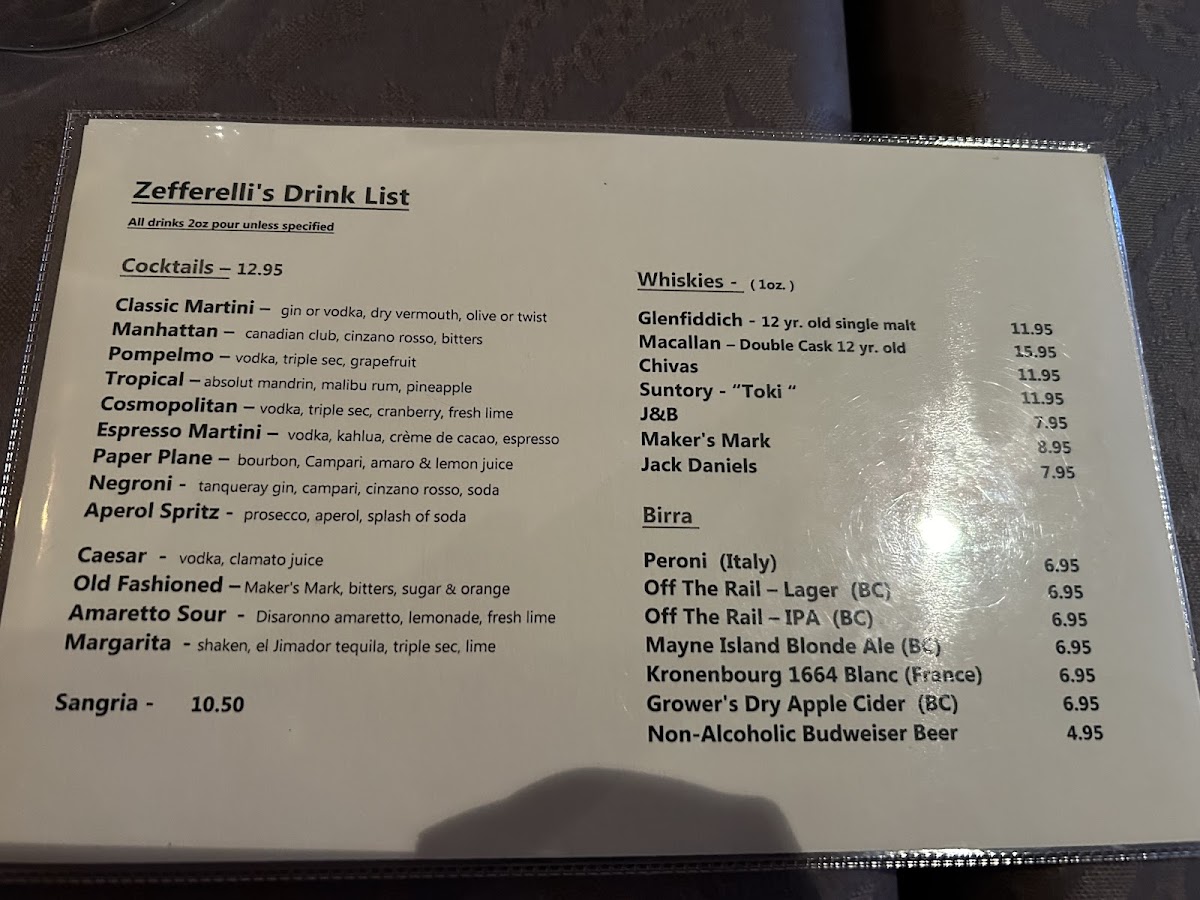 Zefferelli's Drink List
All drinks 2oz pour unless specified
Cocktails – 12.95
Classic Martini – gin or vodka, dry vermouth, olive or twist
Manhattan – canadian club, cinzano rosso, bitters
Pompelmo – vodka, triple sec, grapefruit
Tropical – absolut mandrin, malibu rum, pineapple
Cosmopolitan – vodka, triple sec, cranberry, fresh lime
Espresso Martini – vodka, kahlua, crème de cacao, espresso
Paper Plane – bourbon, Campari, amaro & lemon juice
Negroni - tanqueray gin, campari, cinzano rosso, soda
Aperol Spritz - prosecco, aperol, splash of soda
Caesar - vodka, clamato juice
Old Fashioned – Maker's Mark, bitters, sugar & orange
Amaretto Sour - Disaronno amaretto, lemonade, fresh lime
Margarita - shaken, el Jimador tequila, triple sec, lime
Sangria - 10.50
Whiskies - (1oz. )
Glenfiddich - 12 yr. old single malt 11.95
Macallan – Double Cask 12 yr. old 15.95
Chivas 11.95
Suntory - "Toki " 11.95
J&B 7.95
Maker's Mark 8.95
Jack Daniels 7.95
Birra
Peroni (Italy) 6.95
Off The Rail – Lager (BC) 6.95
Off The Rail – IPA (BC) 6.95
Mayne Island Blonde Ale (BC) 6.95
Kronenbourg 1664 Blanc (France) 6.95
Grower's Dry Apple Cider (BC) 6.95
Non-Alcoholic Budweiser Beer 4.95